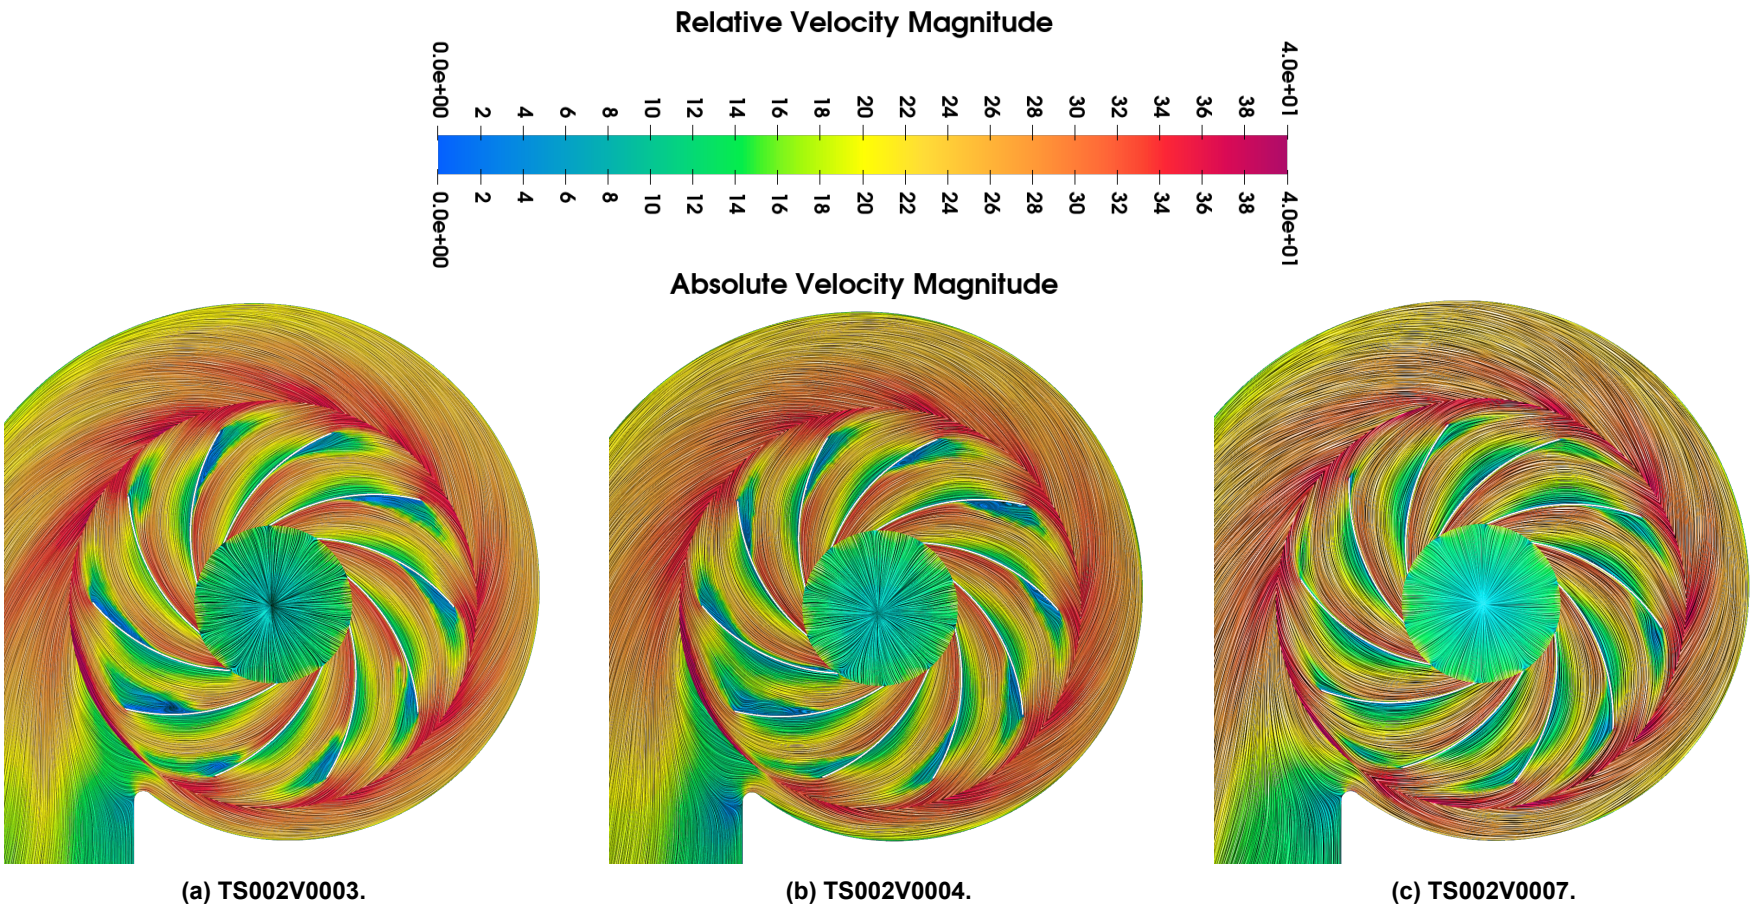 Relative Velocity Magnitude
0.0e+00 2 4 6 8 10 12 14 16 18 20 22 24 26 28 30 32 34 36 38 4.0e+01
0.0e+00 2 4 6 8 10 12 14 16 18 20 22 24 26 28 30 32 34 36 38 4.0e+01
Absolute Velocity Magnitude
(a) TS002V0003. (b) TS002V0004. (c) TS002V0007.